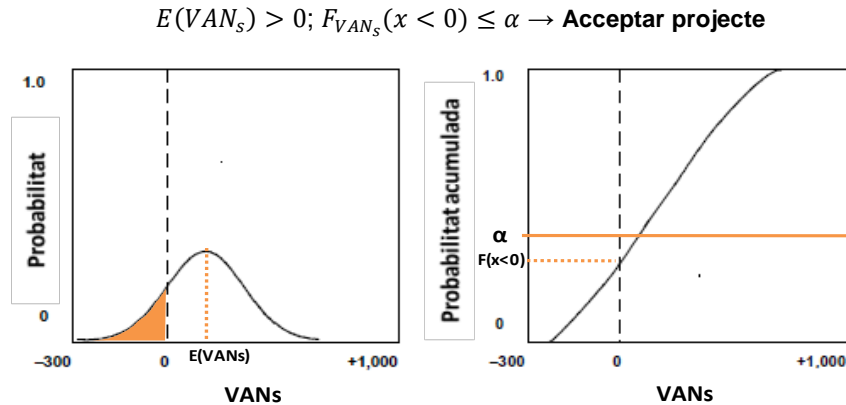 E(VAN_s) > 0; F_{VAN_s}(x < 0) ≤ α → Acceptar projecte
1.0
Probabilitat
0
E(VANs)
–300 0 +1,000
VANs
1.0
Probabilitat acumulada
α
F(x<0)
0
–300 0 +1,000
VANs